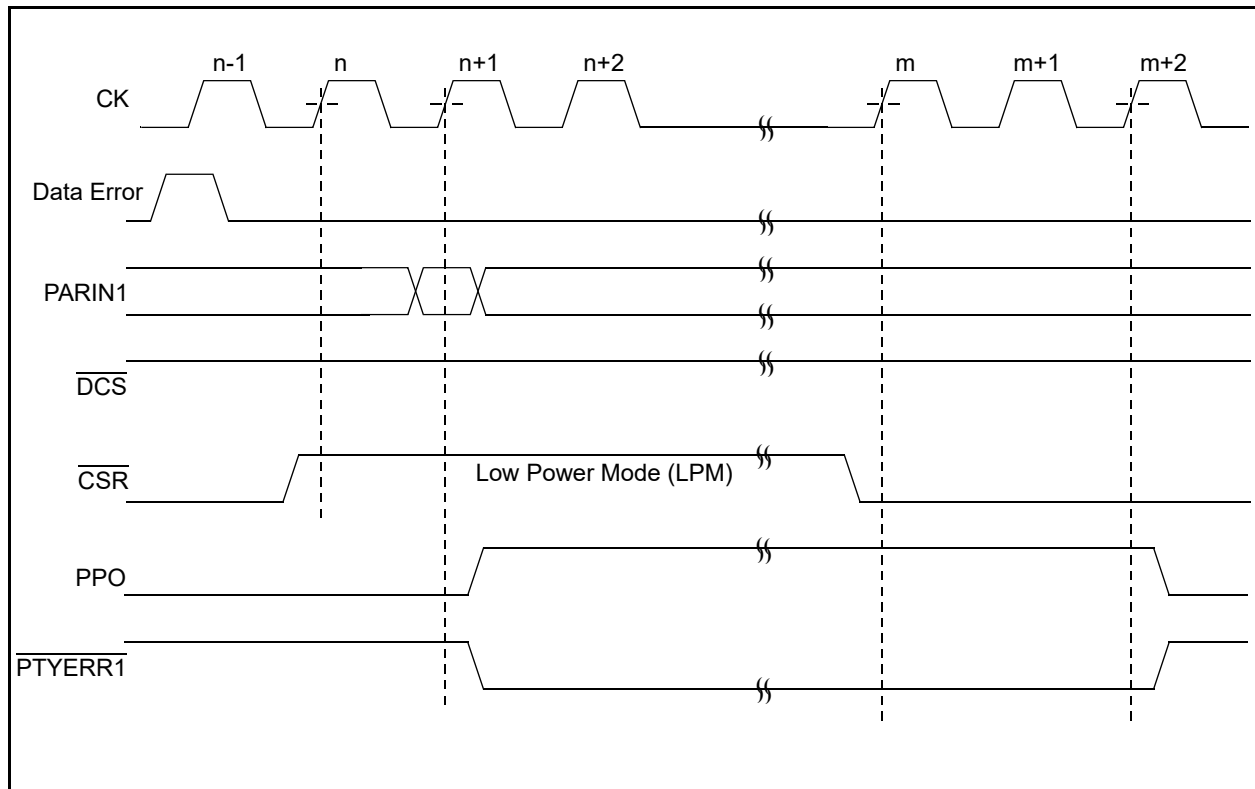 n-1 n n+1 n+2 m m+1 m+2
CK
Data Error
PARIN1
DCS
CSR
Low Power Mode (LPM)
PPO
PTYERR1